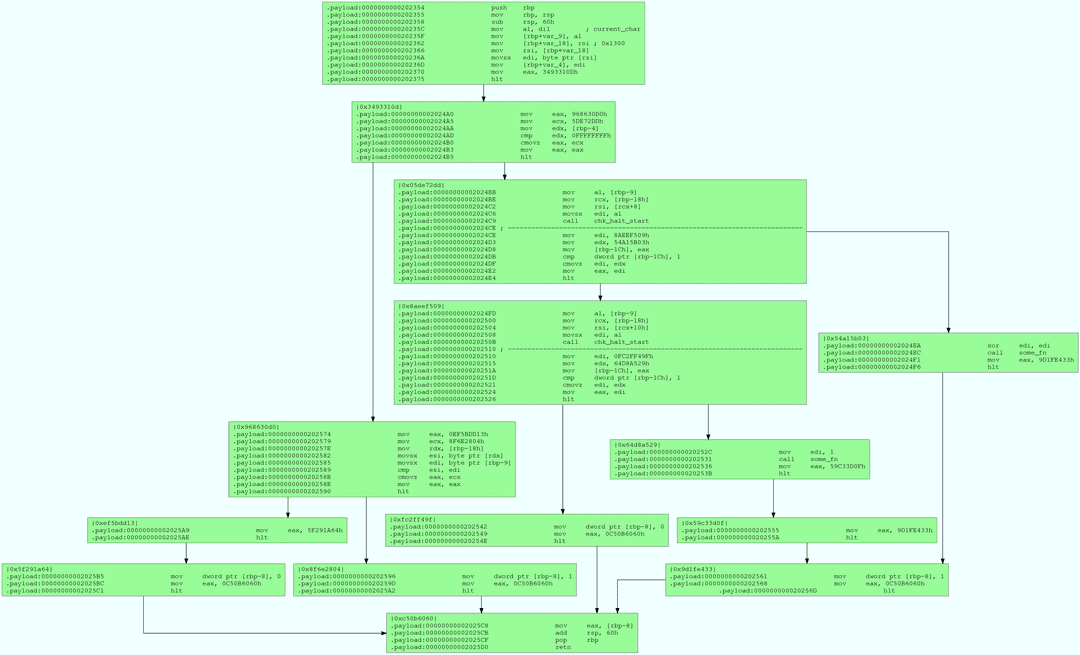 .payload:0000000000202354 push rbp
.payload:0000000000202355 mov rbp, rsp
.payload:0000000000202358 sub rsp, 60h
.payload:000000000020235C mov al, dil ; current_char
.payload:000000000020235F mov [rbp+var_9], al
.payload:0000000000202362 mov [rbp+var_18], rsi ; 0x1300
.payload:0000000000202366 mov rsi, [rbp+var_18]
.payload:000000000020236A movsx edi, byte ptr [rsi]
.payload:000000000020236D mov [rbp+var_4], edi
.payload:0000000000202370 mov eax, 3493310Dh
.payload:0000000000202375 hlt
|0x3493310d|
.payload:00000000002024A0 mov eax, 968630D0h
.payload:00000000002024A5 mov ecx, 5DE72DDh
.payload:00000000002024AA mov edx, [rbp-4]
.payload:00000000002024AD cmp edx, 0FFFFFFFFh
.payload:00000000002024B0 cmovz eax, ecx
.payload:00000000002024B3 mov eax, eax
.payload:00000000002024B5 hlt
|0x05de72dd|
.payload:00000000002024BB mov al, [rbp-9]
.payload:00000000002024BE mov rcx, [rbp-18h]
.payload:00000000002024C2 mov rsi, [rcx+8]
.payload:00000000002024C6 movsx edi, al
.payload:00000000002024C9 call chk_halt_start
.payload:00000000002024CE ; ---------------------------------------------------------------------------
.payload:00000000002024CE mov edi, 8AEEF509h
.payload:00000000002024D3 mov edx, 54A15B03h
.payload:00000000002024D8 mov [rbp-1Ch], eax
.payload:00000000002024DB cmp dword ptr [rbp-1Ch], 1
.payload:00000000002024DF cmovz edi, edx
.payload:00000000002024E2 mov eax, edi
.payload:00000000002024E4 hlt
|0x8aeef509|
.payload:00000000002024FD mov al, [rbp-9]
.payload:0000000000202500 mov rcx, [rbp-18h]
.payload:0000000000202504 mov rsi, [rcx+10h]
.payload:0000000000202508 movsx edi, al
.payload:000000000020250B call chk_halt_start
.payload:0000000000202510 ; ---------------------------------------------------------------------------
.payload:0000000000202510 mov edi, 0FC2FF49Fh
.payload:0000000000202515 mov edx, 64D8A529h
.payload:000000000020251A mov [rbp-1Ch], eax
.payload:000000000020251D cmp dword ptr [rbp-1Ch], 1
.payload:0000000000202521 cmovz edi, edx
.payload:0000000000202524 mov eax, edi
.payload:0000000000202526 hlt
|0x54a15b03|
.payload:00000000002024EA xor edi, edi
.payload:00000000002024EC call some_fn
.payload:00000000002024F1 mov eax, 9D1FE433h
.payload:00000000002024F6 hlt
|0x968630d0|
.payload:0000000000202574 mov eax, 0EF5BDD13h
.payload:0000000000202579 mov ecx, 8F6E2804h
.payload:000000000020257E mov rdx, [rbp-18h]
.payload:0000000000202582 movsx esi, byte ptr [rdx]
.payload:0000000000202585 movsx edi, byte ptr [rbp-9]
.payload:0000000000202589 cmp esi, edi
.payload:000000000020258B cmovz eax, ecx
.payload:000000000020258E mov eax, eax
.payload:0000000000202590 hlt
|0x64d8a529|
.payload:000000000020252C mov edi, 1
.payload:0000000000202531 call some_fn
.payload:0000000000202536 mov eax, 59C33D0Fh
.payload:000000000020253B hlt
|0xef5bdd13|
.payload:00000000002025A9 mov eax, 5F291A64h
.payload:00000000002025AE hlt
|0xfc2ff49f|
.payload:0000000000202542 mov dword ptr [rbp-8], 0
.payload:0000000000202549 mov eax, 0C50B6060h
.payload:000000000020254E hlt
|0x59c33d0f|
.payload:0000000000202555 mov eax, 9D1FE433h
.payload:000000000020255A hlt
|0x5f291a64|
.payload:00000000002025B5 mov dword ptr [rbp-8], 0
.payload:00000000002025BC mov eax, 0C50B6060h
.payload:00000000002025C1 hlt
|0x8f6e2804|
.payload:0000000000202596 mov dword ptr [rbp-8], 1
.payload:000000000020259D mov eax, 0C50B6060h
.payload:00000000002025A2 hlt
|0x9d1fe433|
.payload:0000000000202561 mov dword ptr [rbp-8], 1
.payload:0000000000202568 mov eax, 0C50B6060h
.payload:000000000020256D hlt
|0xc50b6060|
.payload:00000000002025C8 mov eax, [rbp-8]
.payload:00000000002025CB add rsp, 60h
.payload:00000000002025CF pop rbp
.payload:00000000002025D0 retn